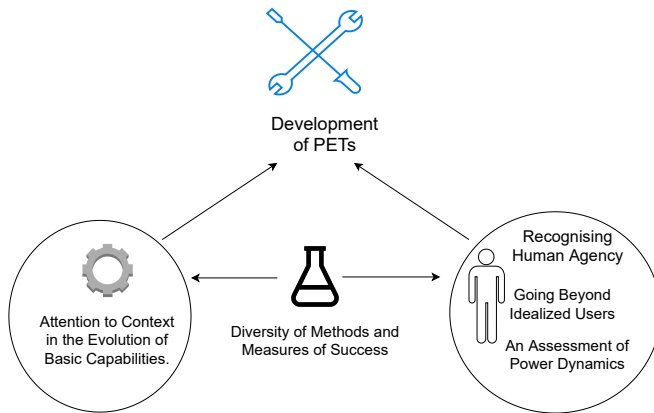 Development
of PETs
Attention to Context
in the Evolution of
Basic Capabilities.
Diversity of Methods and
Measures of Success
Recognising
Human Agency
Going Beyond
Idealized Users
An Assessment of
Power Dynamics